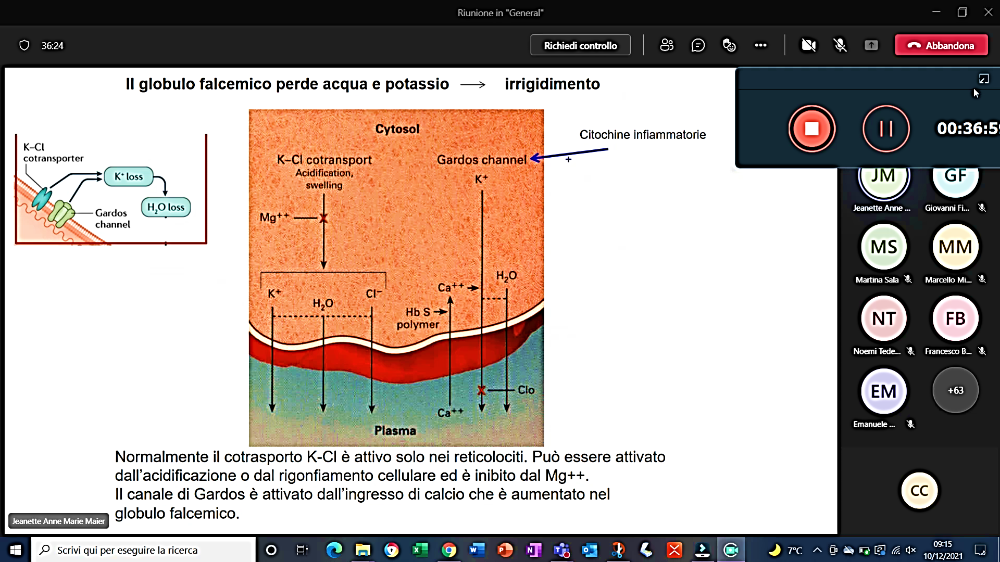 Riunione in "General"
36:24
Richiedi controllo
Abbandona
Il globulo falcemico perde acqua e potassio → irrigidimento
00:36:5
Cytosol
Citochine infiammatorie
K–Cl
cotransporter
K+ loss
H2O loss
Gardos
channel
K–Cl cotransport
Acidification,
swelling
Gardos channel
K+
Mg++
H2O
K+
H2O
Cl–
Ca++
Hb S
polymer
Clo
Ca++
Plasma
JM
GF
Jeanette Anne ...
Giovanni Fi...
MS
MM
Martina Sala
Marcello Mi...
NT
FB
Noemi Tede...
Francesco B...
EM
+63
Emanuele ...
CC
Normalmente il cotrasporto K-Cl è attivo solo nei reticolociti. Può essere attivato
dall'acidificazione o dal rigonfiamento cellulare ed è inibito dal Mg++.
Il canale di Gardos è attivato dall'ingresso di calcio che è aumentato nel
globulo falcemico.
Jeanette Anne Marie Maier
Scrivi qui per eseguire la ricerca
7°C
09:15
10/12/2021